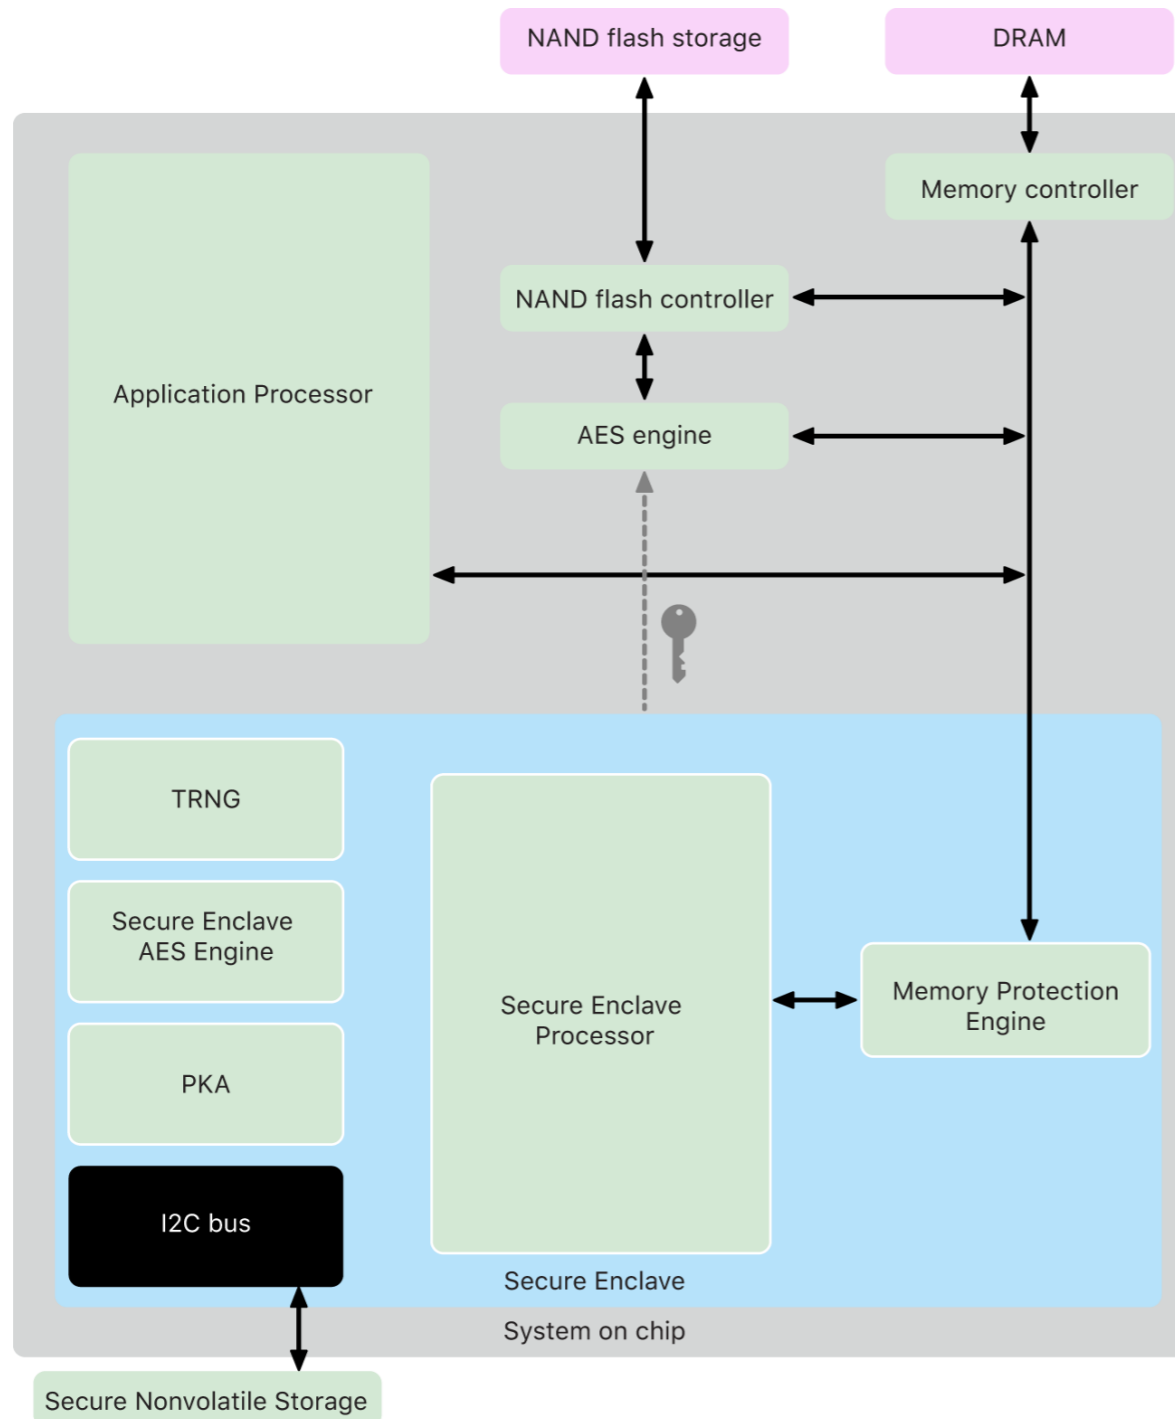 NAND flash storage
DRAM
Memory controller
NAND flash controller
Application Processor
AES engine
TRNG
Secure Enclave
AES Engine
Secure Enclave
Processor
Memory Protection
Engine
PKA
I2C bus
Secure Enclave
System on chip
Secure Nonvolatile Storage